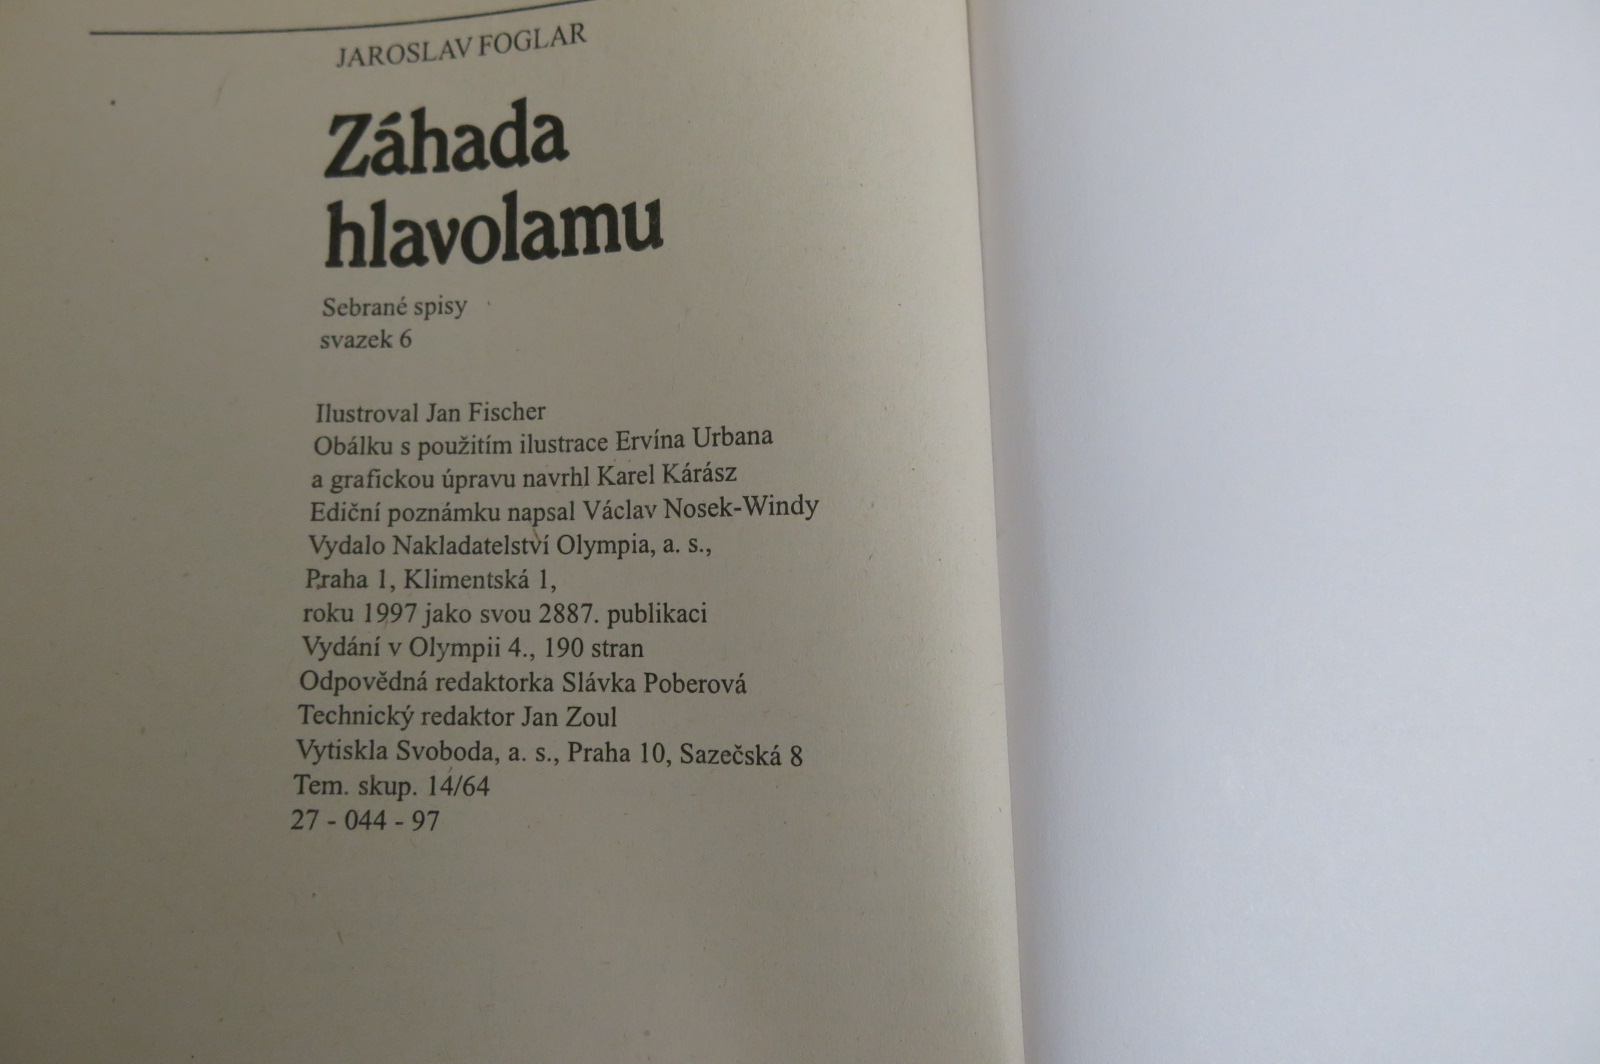 JAROSLAV FOGLAR
Záhada
hlavolamu
Sebrané spisy
svazek 6
Ilustroval Jan Fischer
Obálku s použitím ilustrace Ervína Urbana
a grafickou úpravu navrhl Karel Kárász
Ediční poznámku napsal Václav Nosek-Windy
Vydalo Nakladatelství Olympia, a. s.,
Praha 1, Klimentská 1,
roku 1997 jako svou 2887. publikaci
Vydání v Olympii 4., 190 stran
Odpovědná redaktorka Slávka Poberová
Technický redaktor Jan Zoul
Vytiskla Svoboda, a. s., Praha 10, Sazečská 8
Tem. skup. 14/64
27 - 044 - 97